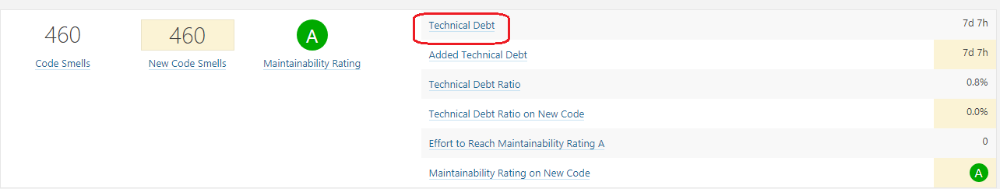 460
Code Smells
460
New Code Smells
A
Maintainability Rating
Technical Debt 7d 7h
Added Technical Debt 7d 7h
Technical Debt Ratio 0.8%
Technical Debt Ratio on New Code 0.0%
Effort to Reach Maintainability Rating A 0
Maintainability Rating on New Code A